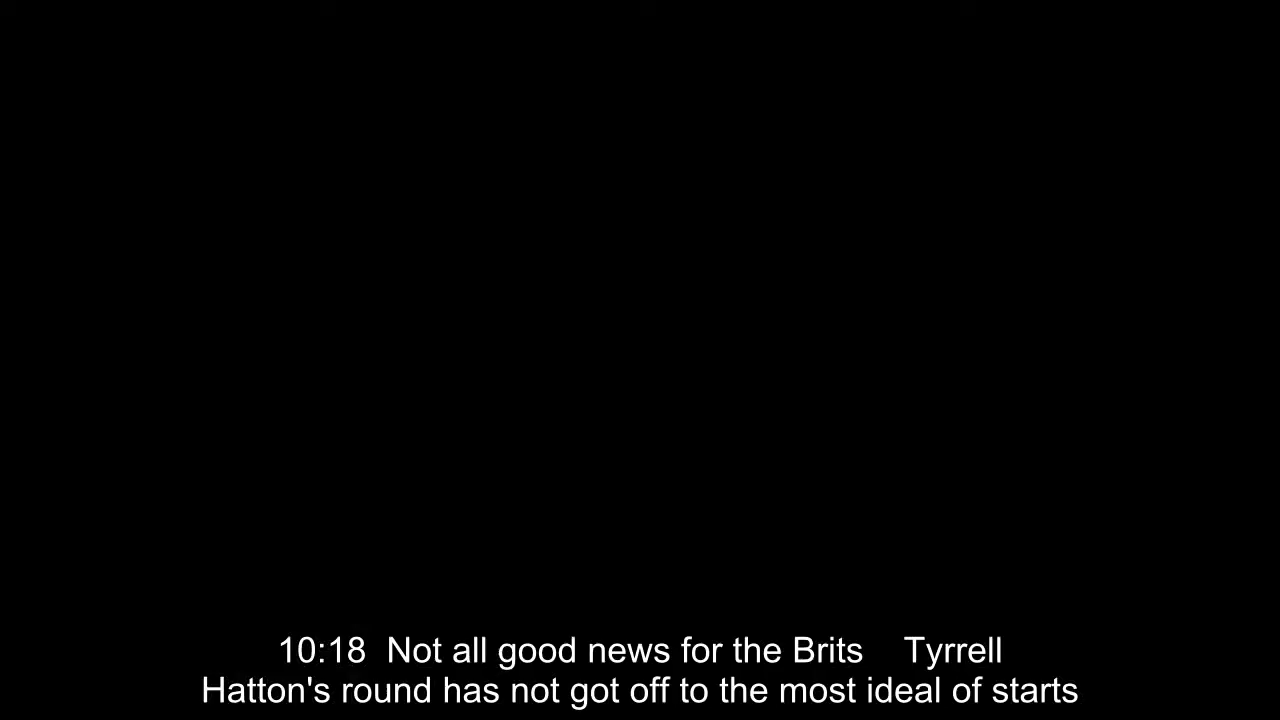 10:18  Not all good news for the Brits    Tyrrell
Hatton's round has not got off to the most ideal of starts